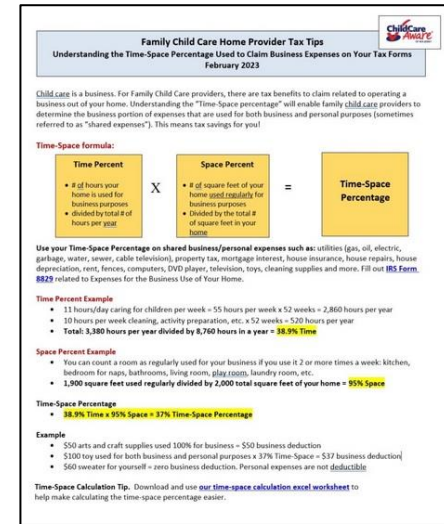 ChildCare
Aware
Family Child Care Home Provider Tax Tips
Understanding the Time-Space Percentage Used to Claim Business Expenses on Your Tax Forms
February 2023
Child care is a business. For Family Child Care providers, there are tax benefits to claim related to operating a
business out of your home. Understanding the "Time-Space percentage" will enable family child care providers to
determine the business portion of expenses that are used for both business and personal purposes (sometimes
referred to as "shared expenses"). This means tax savings for you!
Time-Space formula:
Time Percent
• # of hours your
home is used for
business purposes
• divided by total # of
hours per year
X
Space Percent
• # of square feet of your
home used regularly for
business purposes
• Divided by the total #
of square feet in your
home
=
Time-Space
Percentage
Use your Time-Space Percentage on shared business/personal expenses such as: utilities (gas, oil, electric,
garbage, water, sewer, cable television), property tax, mortgage interest, house insurance, house repairs, house
depreciation, rent, fences, computers, DVD player, television, toys, cleaning supplies and more. Fill out IRS Form
8829 related to Expenses for the Business Use of Your Home.
Time Percent Example
• 11 hours/day caring for children per week = 55 hours per week x 52 weeks = 2,860 hours per year
• 10 hours per week cleaning, activity preparation, etc. x 52 weeks = 520 hours per year
• Total: 3,380 hours per year divided by 8,760 hours in a year = 38.9% Time
Space Percent Example
• You can count a room as regularly used for your business if you use it 2 or more times a week: kitchen,
bedroom for naps, bathrooms, living room, play room, laundry room, etc.
• 1,900 square feet used regularly divided by 2,000 total square feet of your home = 95% Space
Time-Space Percentage
• 38.9% Time x 95% Space = 37% Time-Space Percentage
Example
• $50 arts and craft supplies used 100% for business = $50 business deduction
• $100 toy used for both business and personal purposes x 37% Time-Space = $37 business deduction
• $60 sweater for yourself = zero business deduction. Personal expenses are not deductible
Time-Space Calculation Tip. Download and use our time-space calculation excel worksheet to
help make calculating the time-space percentage easier.